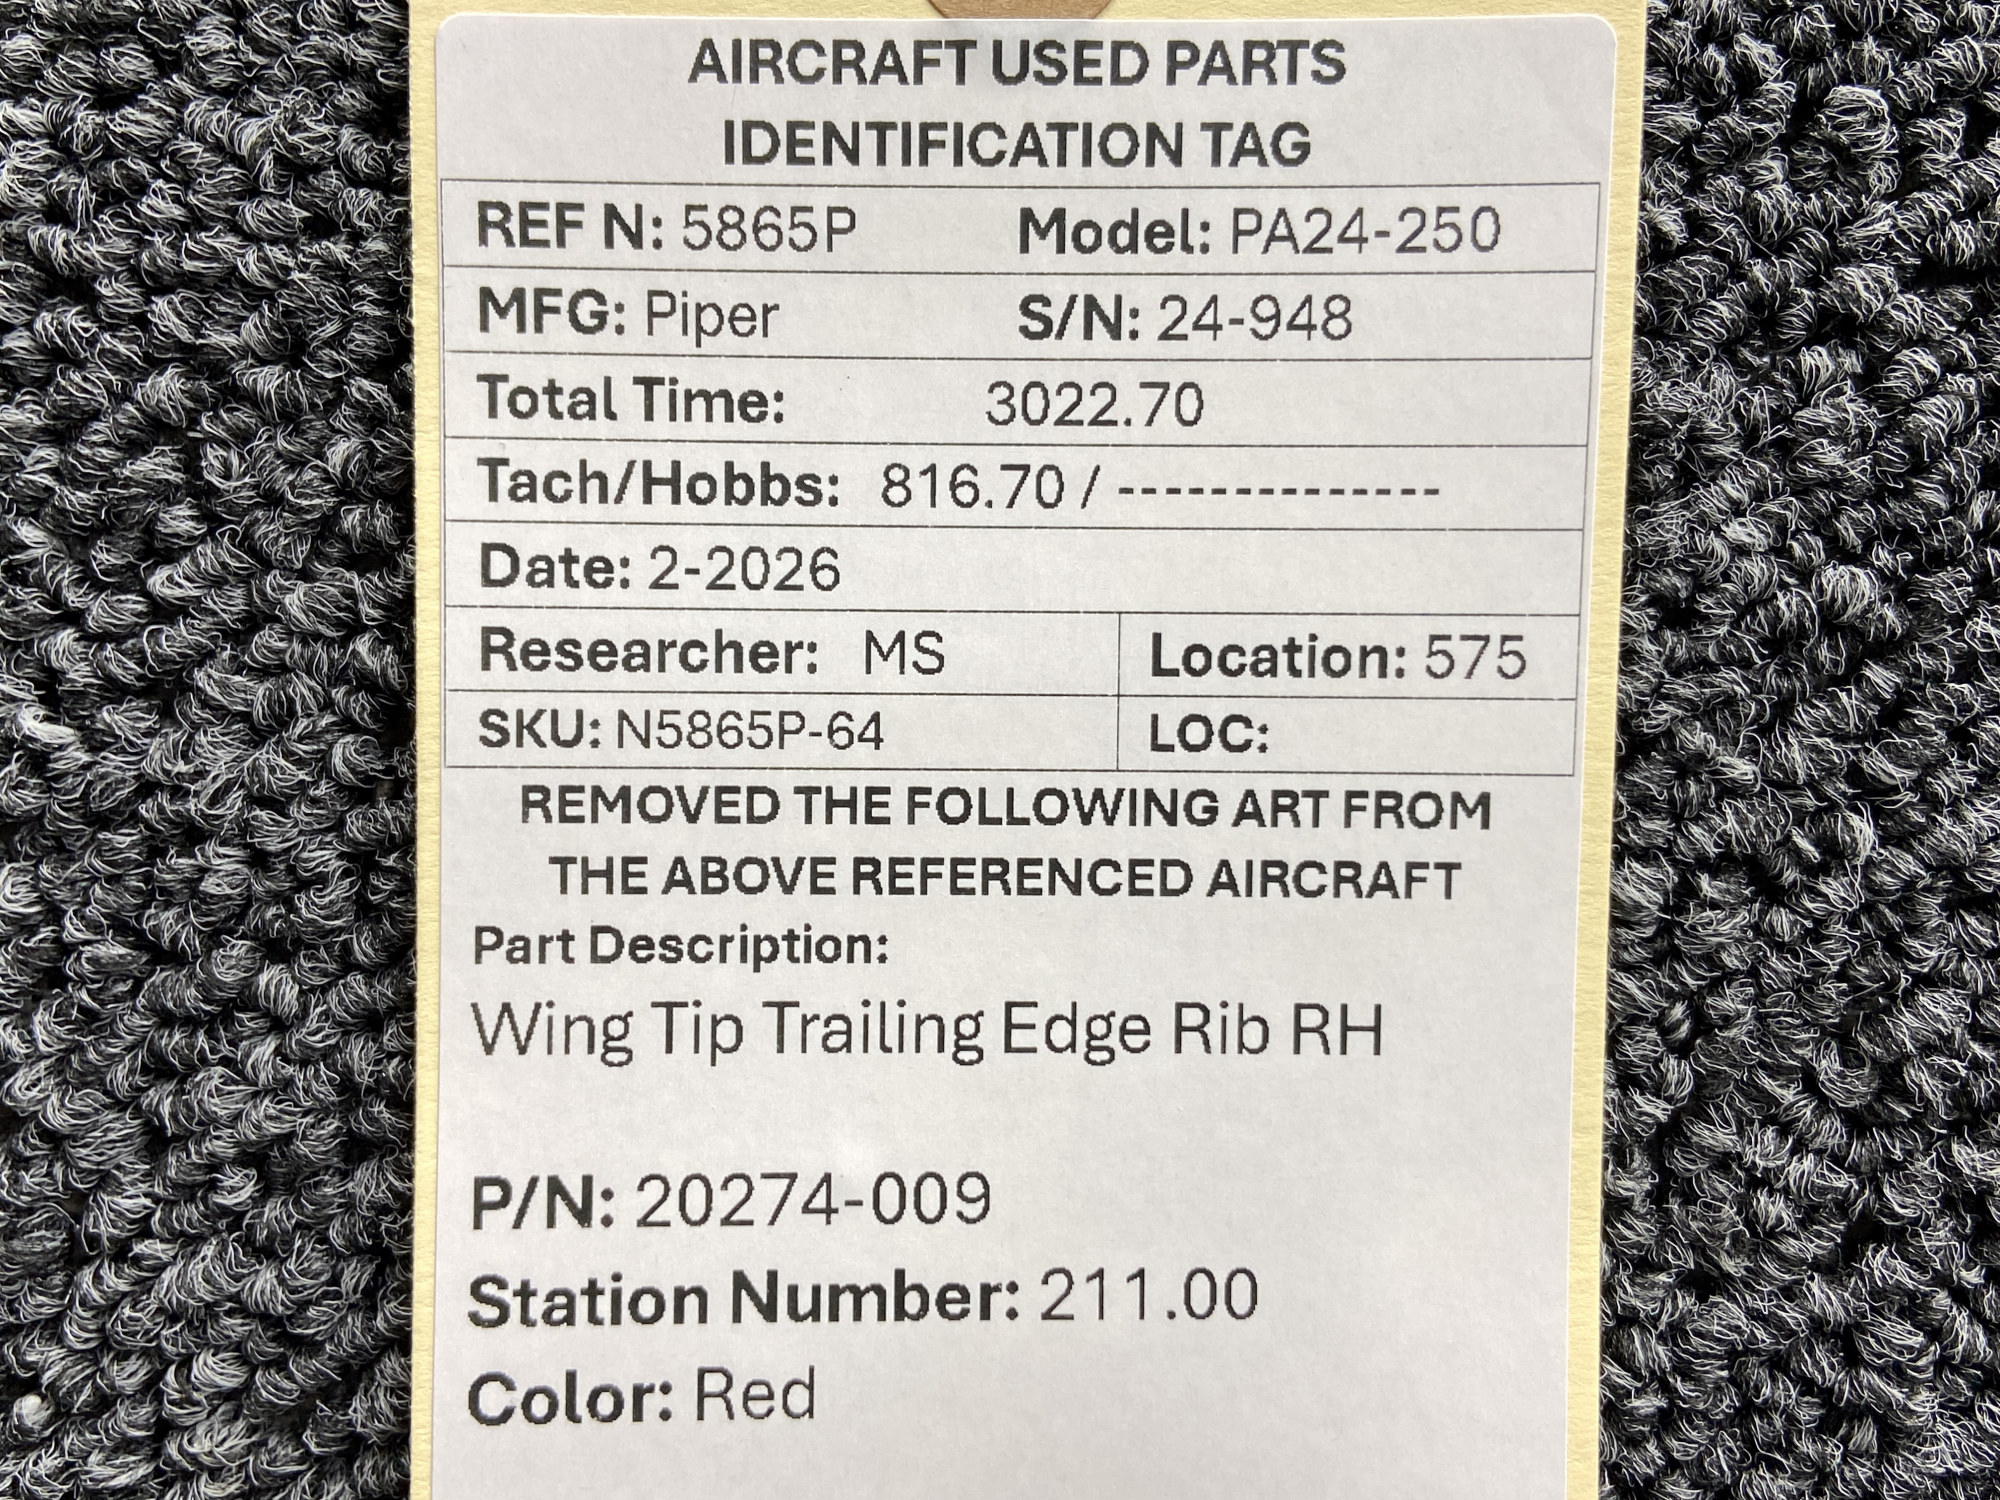 AIRCRAFT USED PARTS
IDENTIFICATION TAG
REF N: 5865P Model: PA24-250
MFG: Piper S/N: 24-948
Total Time: 3022.70
Tach/Hobbs: 816.70 / --------------
Date: 2-2026
Researcher: MS Location: 575
SKU: N5865P-64 LOC:
REMOVED THE FOLLOWING ART FROM
THE ABOVE REFERENCED AIRCRAFT
Part Description:
Wing Tip Trailing Edge Rib RH
P/N: 20274-009
Station Number: 211.00
Color: Red